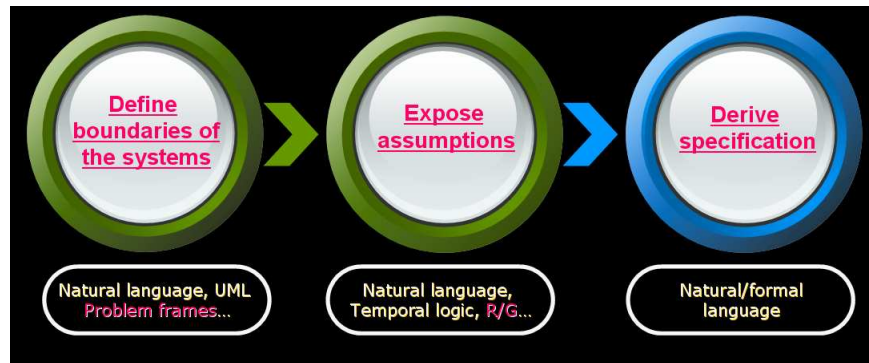 Define
boundaries of
the systems
Expose
assumptions
Derive
specification
Natural language, UML
Problem frames...
Natural language,
Temporal logic, R/G...
Natural/formal
language